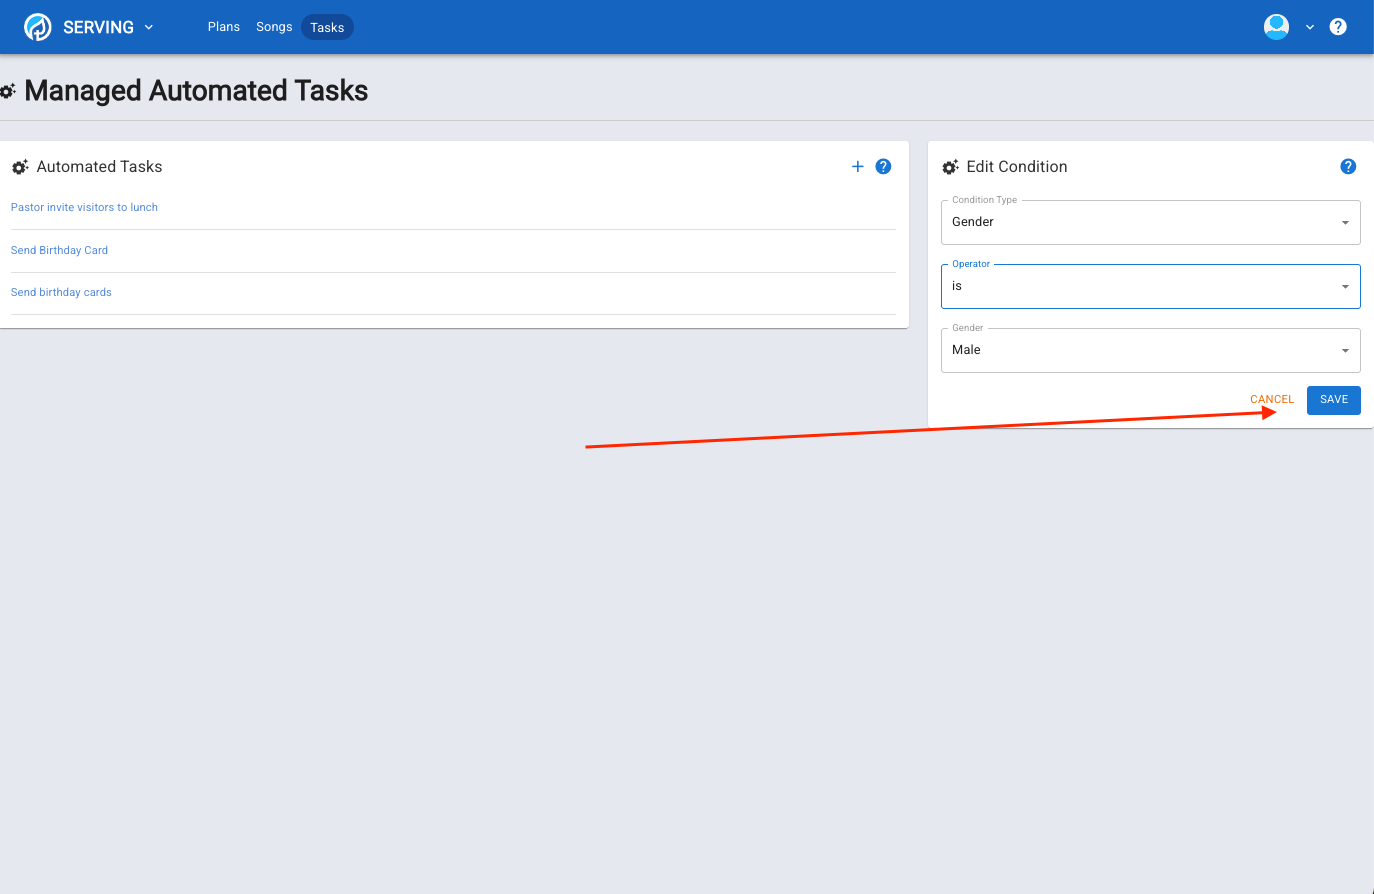 SERVING
Plans Songs Tasks
?
Managed Automated Tasks
Automated Tasks
+ ?
Pastor invite visitors to lunch
Send Birthday Card
Send birthday cards
Edit Condition
?
Condition Type
Gender
Operator
is
Gender
Male
CANCEL SAVE